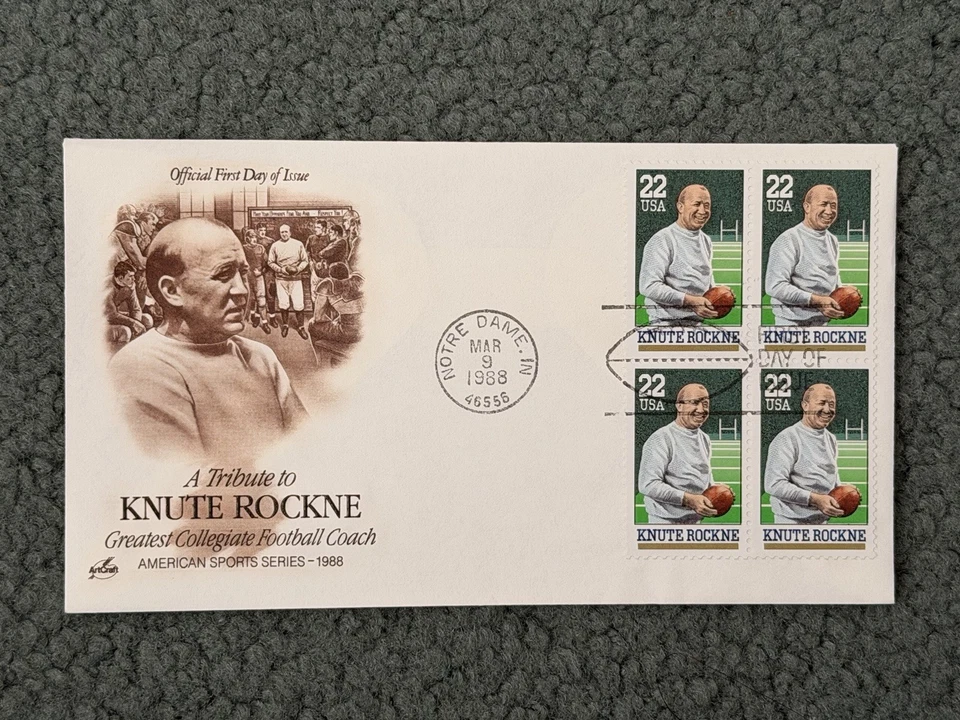 Official First Day of Issue
A Tribute to
KNUTE ROCKNE
Greatest Collegiate Football Coach
AMERICAN SPORTS SERIES – 1988
ArtCraft
NOTRE DAME, IN
MAR
9
1988
46556
22
USA
KNUTE ROCKNE
22
USA
KNUTE ROCKNE
DAY OF
22
USA
KNUTE ROCKNE
22
USA
KNUTE ROCKNE